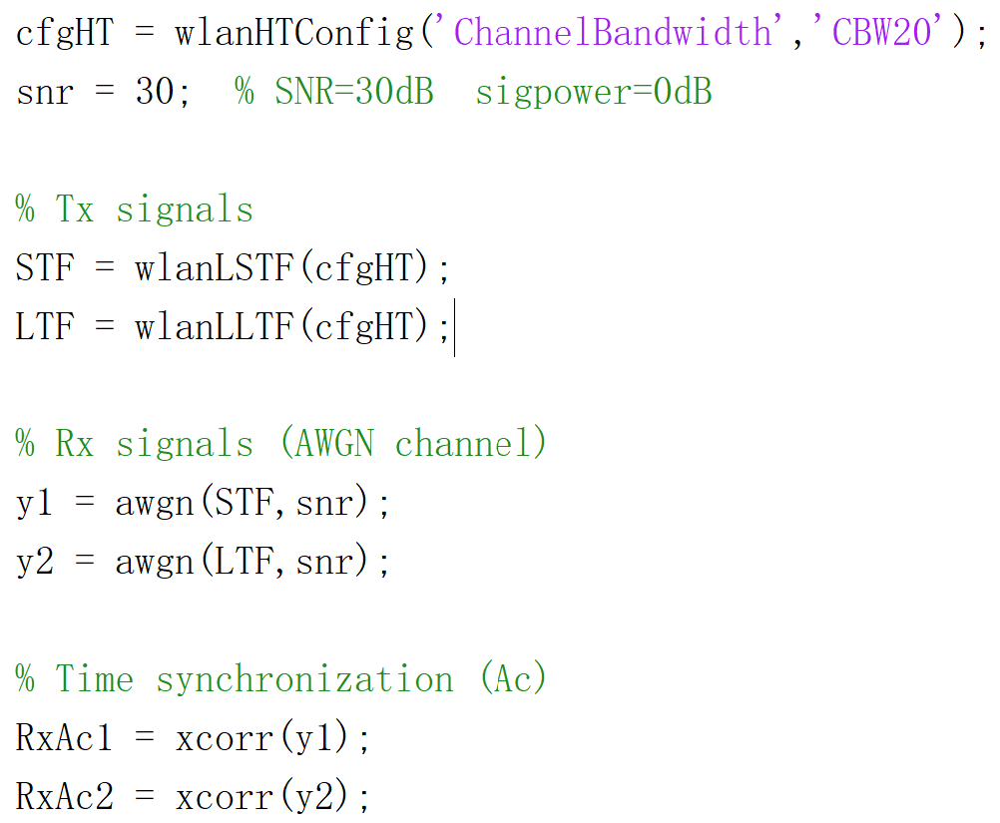 cfgHT = wlanHTConfig('ChannelBandwidth','CBW20');
snr = 30;  % SNR=30dB  sigpower=0dB
% Tx signals
STF = wlanLSTF(cfgHT);
LTF = wlanLLTF(cfgHT);
% Rx signals (AWGN channel)
y1 = awgn(STF,snr);
y2 = awgn(LTF,snr);
% Time synchronization (Ac)
RxAc1 = xcorr(y1);
RxAc2 = xcorr(y2);